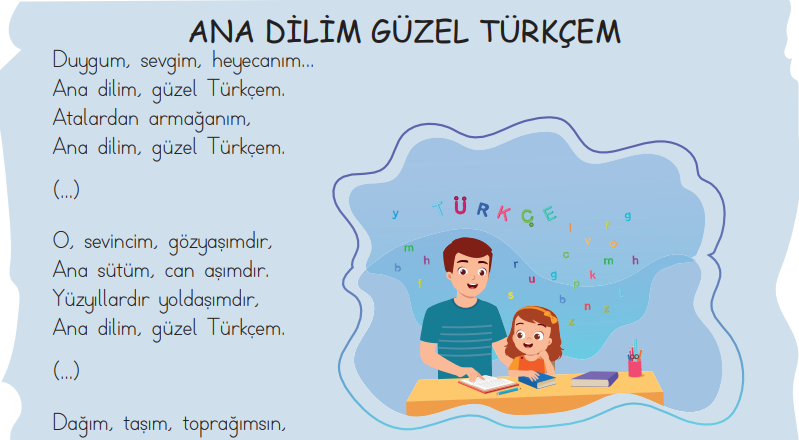 ANA DİLİM GÜZEL TÜRKÇEM
Duygum, sevgim, heyecanım...
Ana dilim, güzel Türkçem.
Atalardan armağanım,
Ana dilim, güzel Türkçem.
(...)
O, sevincim, gözyaşımdır,
Ana sütüm, can aşımdır.
Yüzyıllardır yoldaşımdır,
Ana dilim, güzel Türkçem.
(...)
Dağım, taşım, toprağımsın,
TÜRKÇE